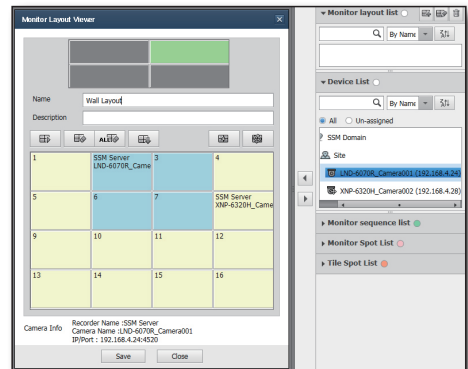 Monitor Layout Viewer
Name
Wall Layout
Description
ALL
1
SSM Server
LND-6070R_Came
3
4
5
6
7
SSM Server
XNP-6320H_Came
9
10
11
12
13
14
15
16
Camera Info
Recorder Name :SSM Server
Camera Name :LND-6070R_Camera001
IP/Port : 192.168.4.24:4520
Save
Close
Monitor layout list
By Name
Device List
By Name
All
Un-assigned
SSM Domain
Site
LND-6070R_Camera001 (192.168.4.24)
XNP-6320H_Camera002 (192.168.4.28)
Monitor sequence list
Monitor Spot List
Tile Spot List